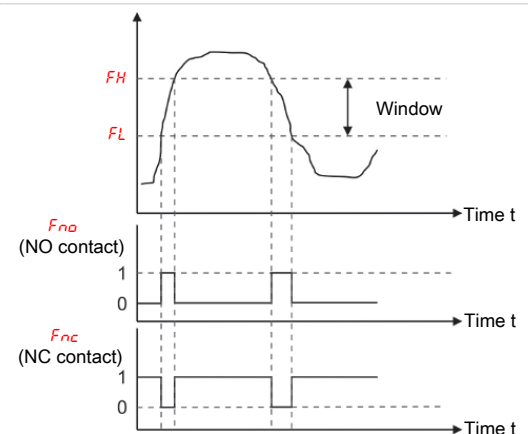 FH
Window
FL
Time t
Fno
(NO contact)
1
0
Time t
Fnc
(NC contact)
1
0
Time t